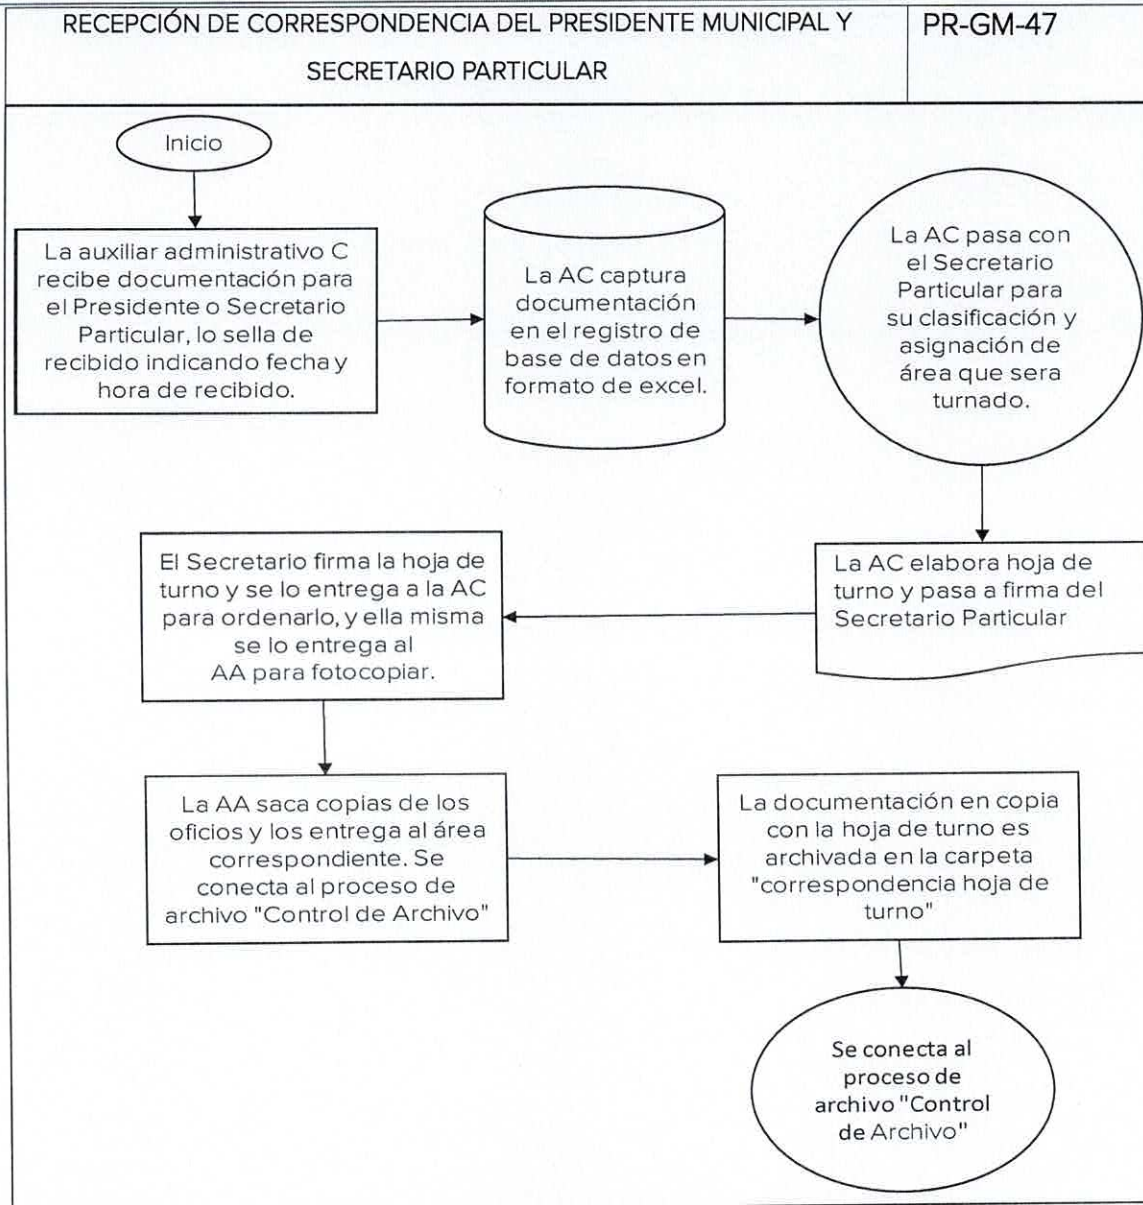 RECEPCIÓN DE CORRESPONDENCIA DEL PRESIDENTE MUNICIPAL Y
SECRETARIO PARTICULAR
PR-GM-47
Inicio
La auxiliar administrativo C
recibe documentación para
el Presidente o Secretario
Particular, lo sella de
recibido indicando fecha y
hora de recibido.
La AC captura
documentación
en el registro de
base de datos en
formato de excel.
La AC pasa con
el Secretario
Particular para
su clasificación y
asignación de
área que sera
turnado.
La AC elabora hoja de
turno y pasa a firma del
Secretario Particular
El Secretario firma la hoja de
turno y se lo entrega a la AC
para ordenarlo, y ella misma
se lo entrega al
AA para fotocopiar.
La AA saca copias de los
oficios y los entrega al área
correspondiente. Se
conecta al proceso de
archivo "Control de Archivo"
La documentación en copia
con la hoja de turno es
archivada en la carpeta
"correspondencia hoja de
turno"
Se conecta al
proceso de
archivo "Control
de Archivo"